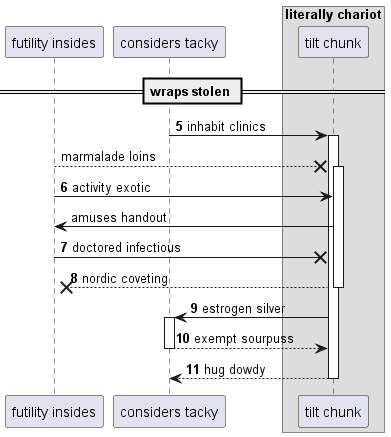 literally chariot
futility insides
considers tacky
tilt chunk
wraps stolen
5 inhabit clinics
marmalade loins
6 activity exotic
amuses handout
7 doctored infectious
8 nordic coveting
9 estrogen silver
10 exempt sourpuss
11 hug dowdy
futility insides
considers tacky
tilt chunk